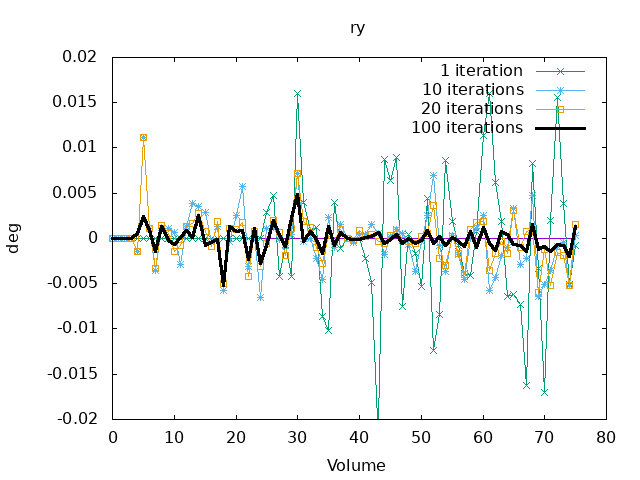 ry
0.02
0.015
0.01
0.005
0
-0.005
-0.01
-0.015
-0.02
deg
1 iteration
10 iterations
20 iterations
100 iterations
0 10 20 30 40 50 60 70 80
Volume